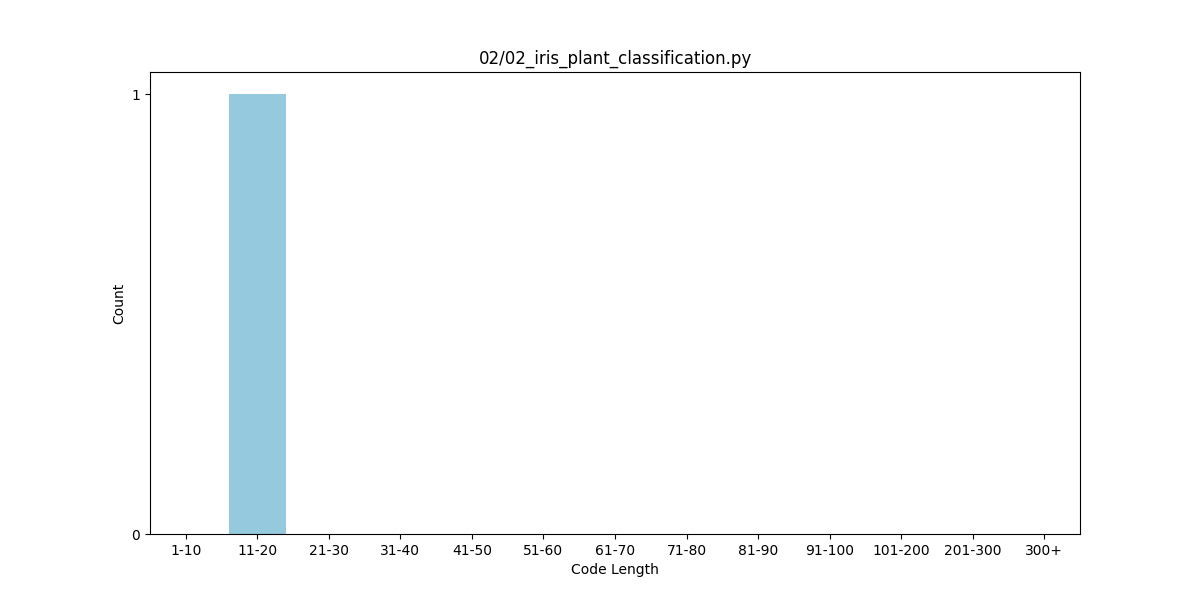 02/02_iris_plant_classification.py
Count
1
0
1-10 11-20 21-30 31-40 41-50 51-60 61-70 71-80 81-90 91-100 101-200 201-300 300+
Code Length